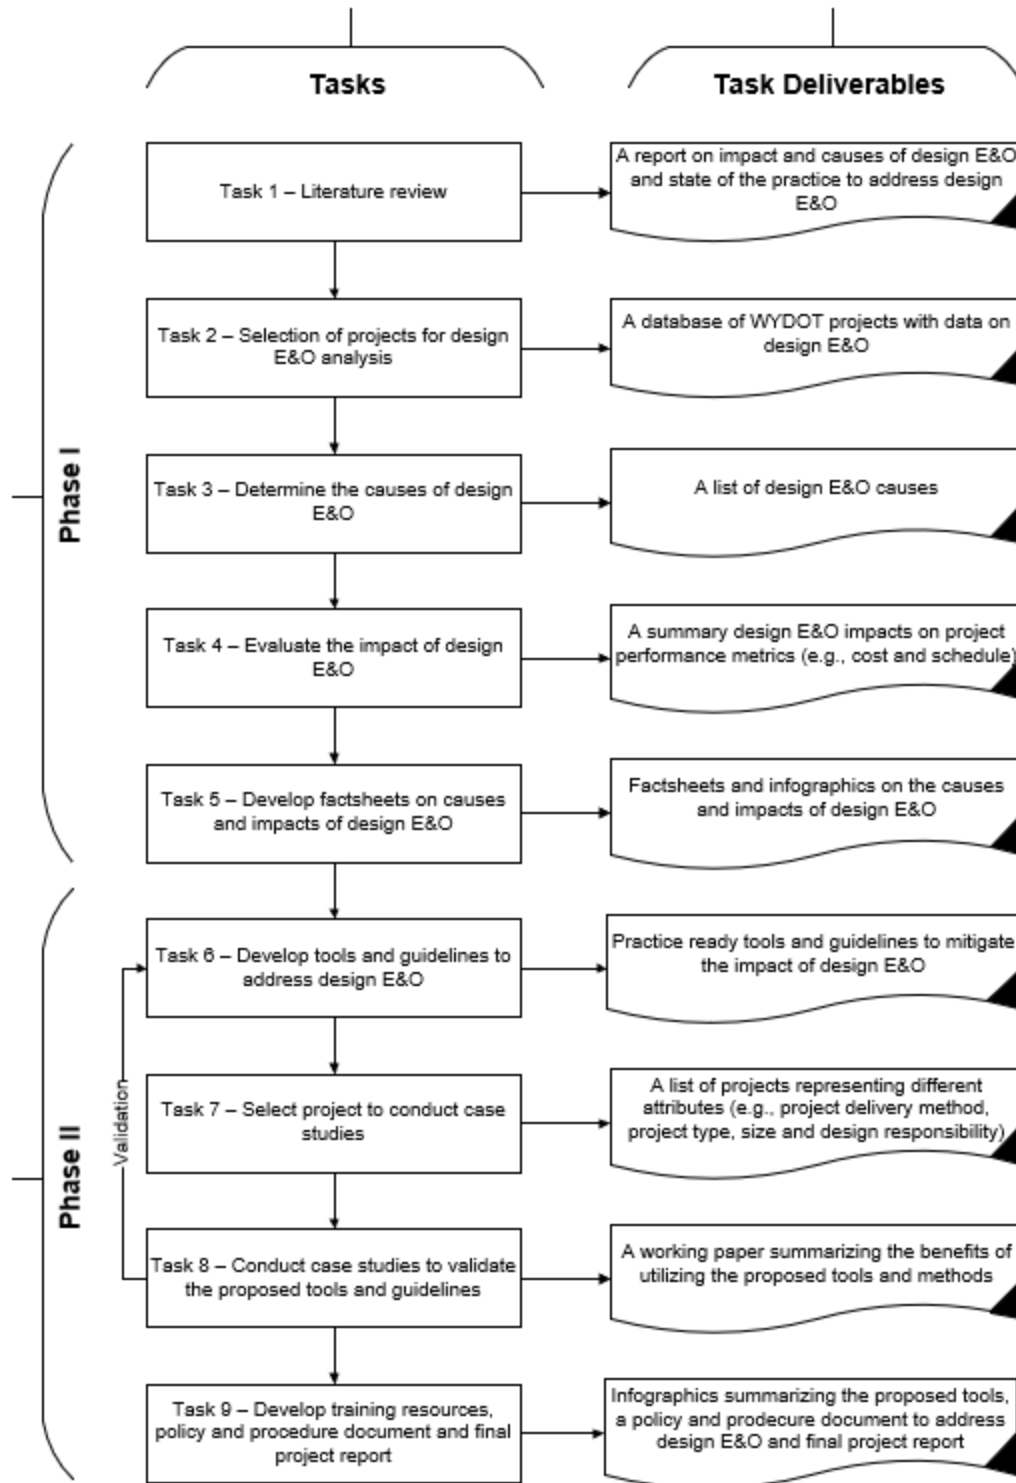 Tasks
Task Deliverables
Phase I
Task 1 – Literature review
A report on impact and causes of design E&O
and state of the practice to address design
E&O
Task 2 – Selection of projects for design
E&O analysis
A database of WYDOT projects with data on
design E&O
Task 3 – Determine the causes of design
E&O
A list of design E&O causes
Task 4 – Evaluate the impact of design
E&O
A summary design E&O impacts on project
performance metrics (e.g., cost and schedule)
Task 5 – Develop factsheets on causes
and impacts of design E&O
Factsheets and infographics on the causes
and impacts of design E&O
Phase II
Task 6 – Develop tools and guidelines to
address design E&O
Practice ready tools and guidelines to mitigate
the impact of design E&O
Validation
Task 7 – Select project to conduct case
studies
A list of projects representing different
attributes (e.g., project delivery method,
project type, size and design responsibility)
Task 8 – Conduct case studies to validate
the proposed tools and guidelines
A working paper summarizing the benefits of
utilizing the proposed tools and methods
Task 9 – Develop training resources,
policy and procedure document and final
project report
Infographics summarizing the proposed tools,
a policy and prodecure document to address
design E&O and final project report